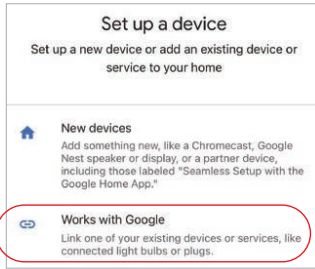 Set up a device
Set up a new device or add an existing device or
service to your home
New devices
Add something new, like a Chromecast, Google
Nest speaker or display, or a partner device,
including those labeled "Seamless Setup with the
Google Home App."
Works with Google
Link one of your existing devices or services, like
connected light bulbs or plugs.